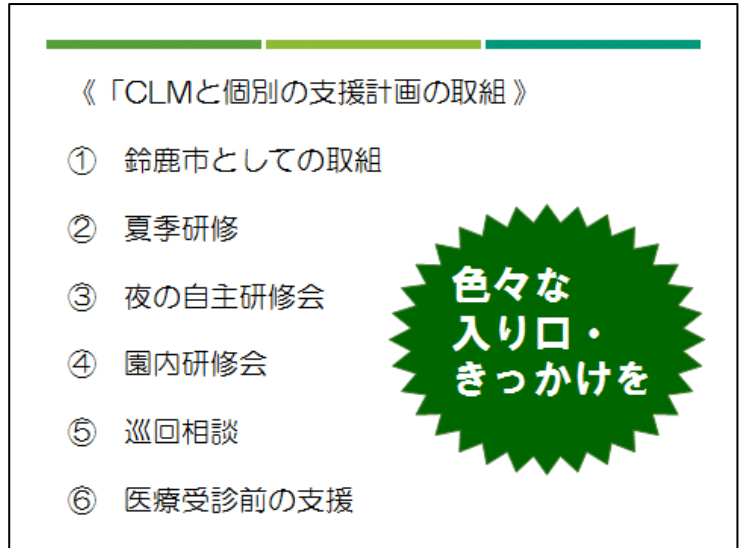 《「CLMと個別の支援計画の取組》
① 鈴鹿市としての取組
② 夏季研修
③ 夜の自主研修会
④ 園内研修会
⑤ 巡回相談
⑥ 医療受診前の支援
色々な
入り口・
きっかけを